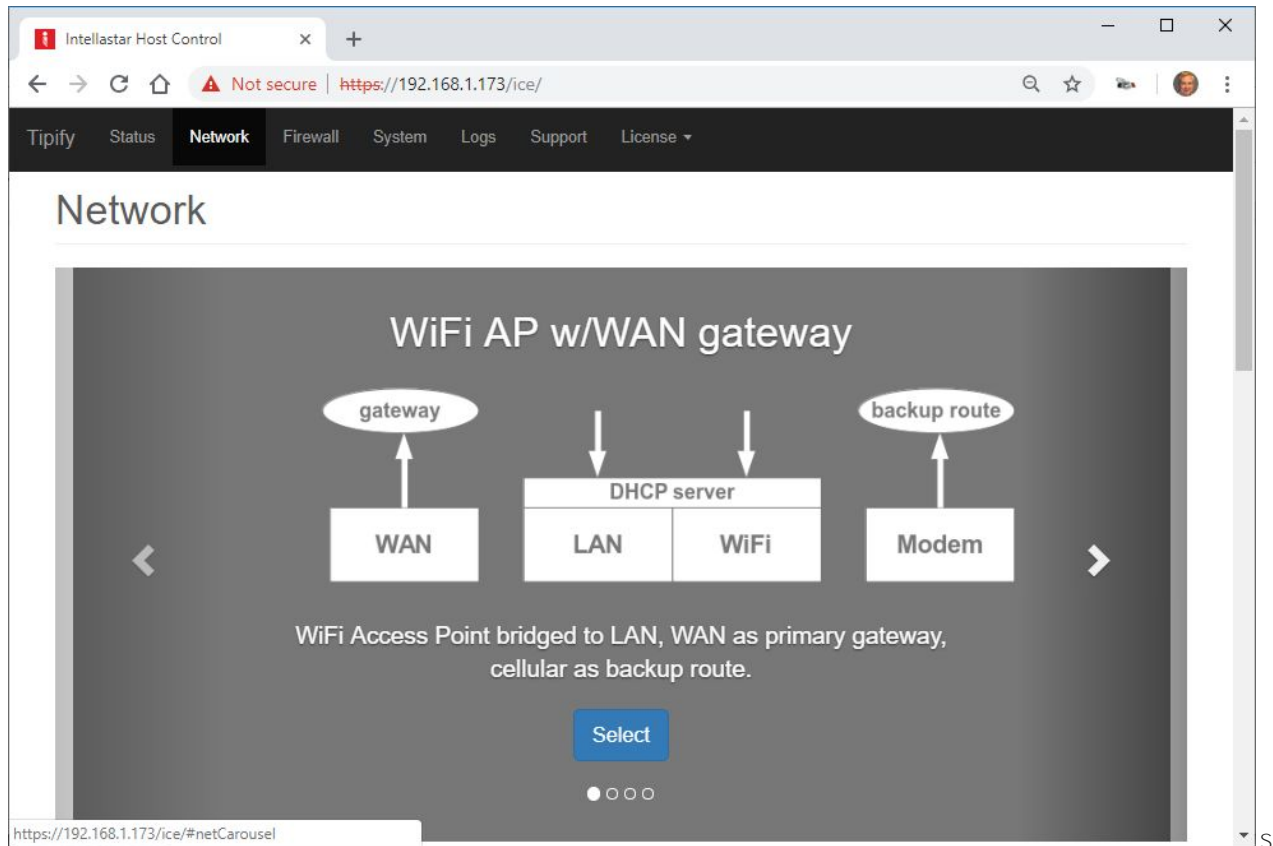 Intellastar Host Control
Not secure | https://192.168.1.173/ice/
Tipify Status Network Firewall System Logs Support License
Network
WiFi AP w/WAN gateway
gateway
backup route
DHCP server
WAN LAN WiFi Modem
WiFi Access Point bridged to LAN, WAN as primary gateway,
cellular as backup route.
Select
https://192.168.1.173/ice/#netCarousel
s